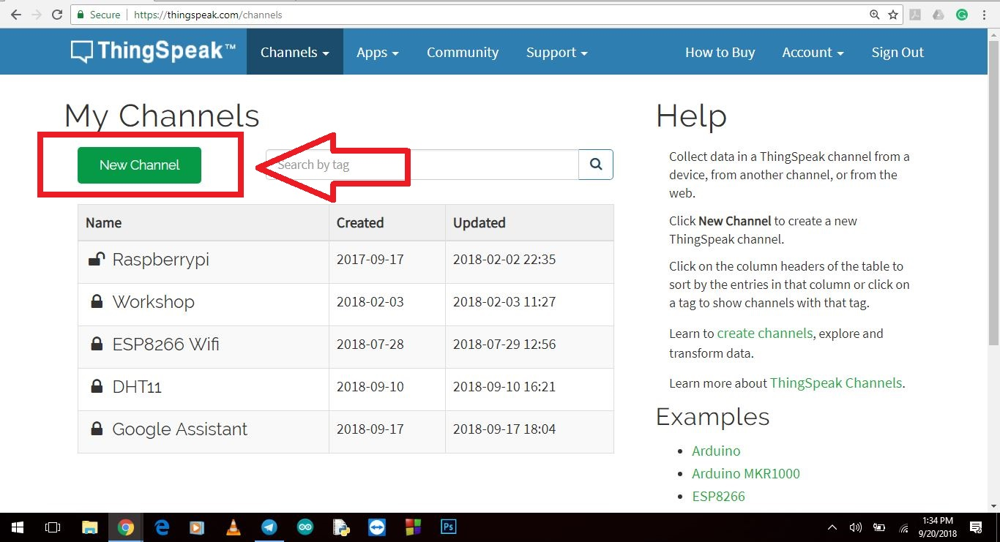 Secure https://thingspeak.com/channels
ThingSpeak™ Channels Apps Community Support How to Buy Account Sign Out
My Channels
New Channel
Search by tag
Name Created Updated
Raspberrypi 2017-09-17 2018-02-02 22:35
Workshop 2018-02-03 2018-02-03 11:27
ESP8266 Wifi 2018-07-28 2018-07-29 12:56
DHT11 2018-09-10 2018-09-10 16:21
Google Assistant 2018-09-17 2018-09-17 18:04
Help
Collect data in a ThingSpeak channel from a
device, from another channel, or from the
web.
Click New Channel to create a new
ThingSpeak channel.
Click on the column headers of the table to
sort by the entries in that column or click on
a tag to show channels with that tag.
Learn to create channels, explore and
transform data.
Learn more about ThingSpeak Channels.
Examples
Arduino
Arduino MKR1000
ESP8266
Ps
1:34 PM
9/20/2018